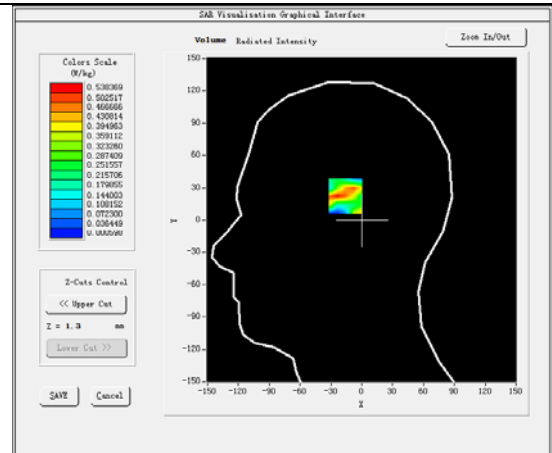 SAR Visualisation Graphical Interface
Volume Radiated Intensity
Zoom In/Out
Colors Scale
(W/kg)
0.538369
0.502517
0.466666
0.430814
0.394963
0.359112
0.323260
0.287409
0.251557
0.215706
0.179855
0.144003
0.108152
0.072300
0.036449
0.000598
150
120
90
60
30
0
-30
-60
-90
-120
-150
Y
-150 -120 -90 -60 -30 0 30 60 90 120 150
X
Z-Cuts Control
<< Upper Cut
Z = 1.3 mm
Lower Cut >>
SAVE
Cancel